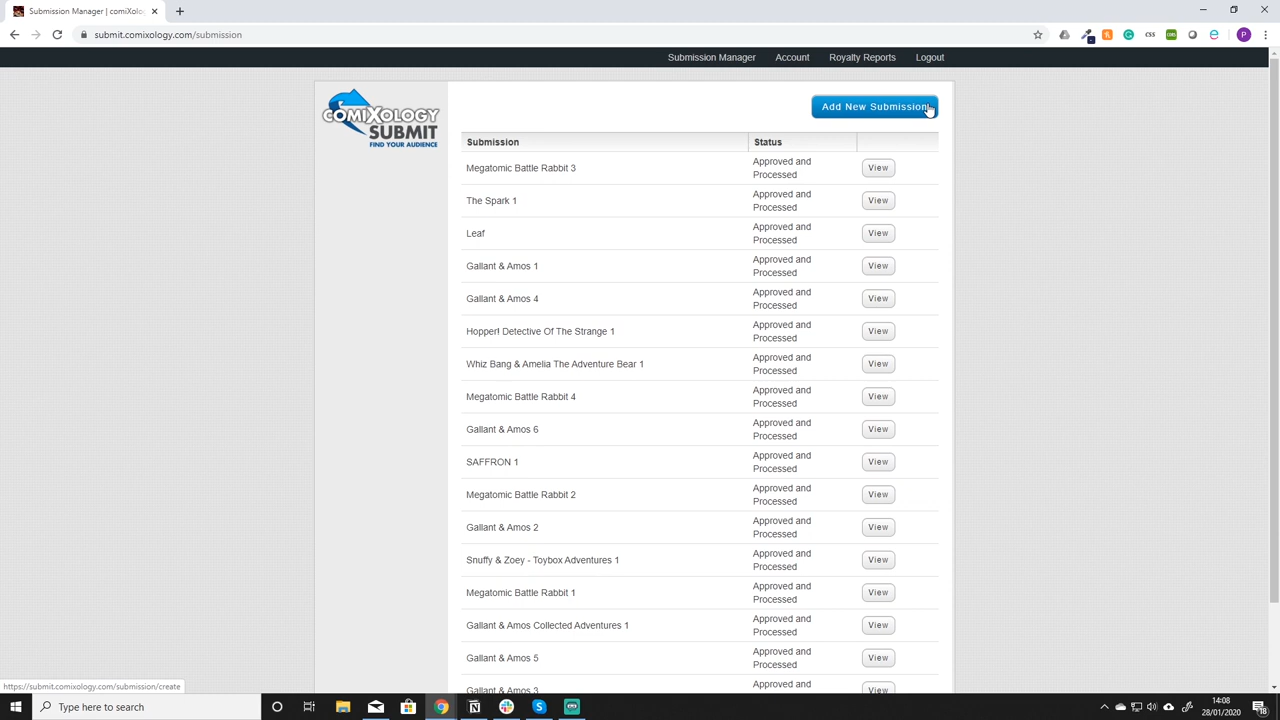 Submission Manager | comiXolo
submit.comixology.com/submission
Submission Manager Account Royalty Reports Logout
COMIXOLOGY
SUBMIT
FIND YOUR AUDIENCE
Add New Submission
Submission Status
Megatomic Battle Rabbit 3 Approved and Processed View
The Spark 1 Approved and Processed View
Leaf Approved and Processed View
Gallant & Amos 1 Approved and Processed View
Gallant & Amos 4 Approved and Processed View
Hopper! Detective Of The Strange 1 Approved and Processed View
Whiz Bang & Amelia The Adventure Bear 1 Approved and Processed View
Megatomic Battle Rabbit 4 Approved and Processed View
Gallant & Amos 6 Approved and Processed View
SAFFRON 1 Approved and Processed View
Megatomic Battle Rabbit 2 Approved and Processed View
Gallant & Amos 2 Approved and Processed View
Snuffy & Zoey - Toybox Adventures 1 Approved and Processed View
Megatomic Battle Rabbit 1 Approved and Processed View
Gallant & Amos Collected Adventures 1 Approved and Processed View
Gallant & Amos 5 Approved and Processed View
Gallant & Amos 3 Approved and View
https://submit.comixology.com/submission/create
Type here to search
14:08
28/01/2020
18